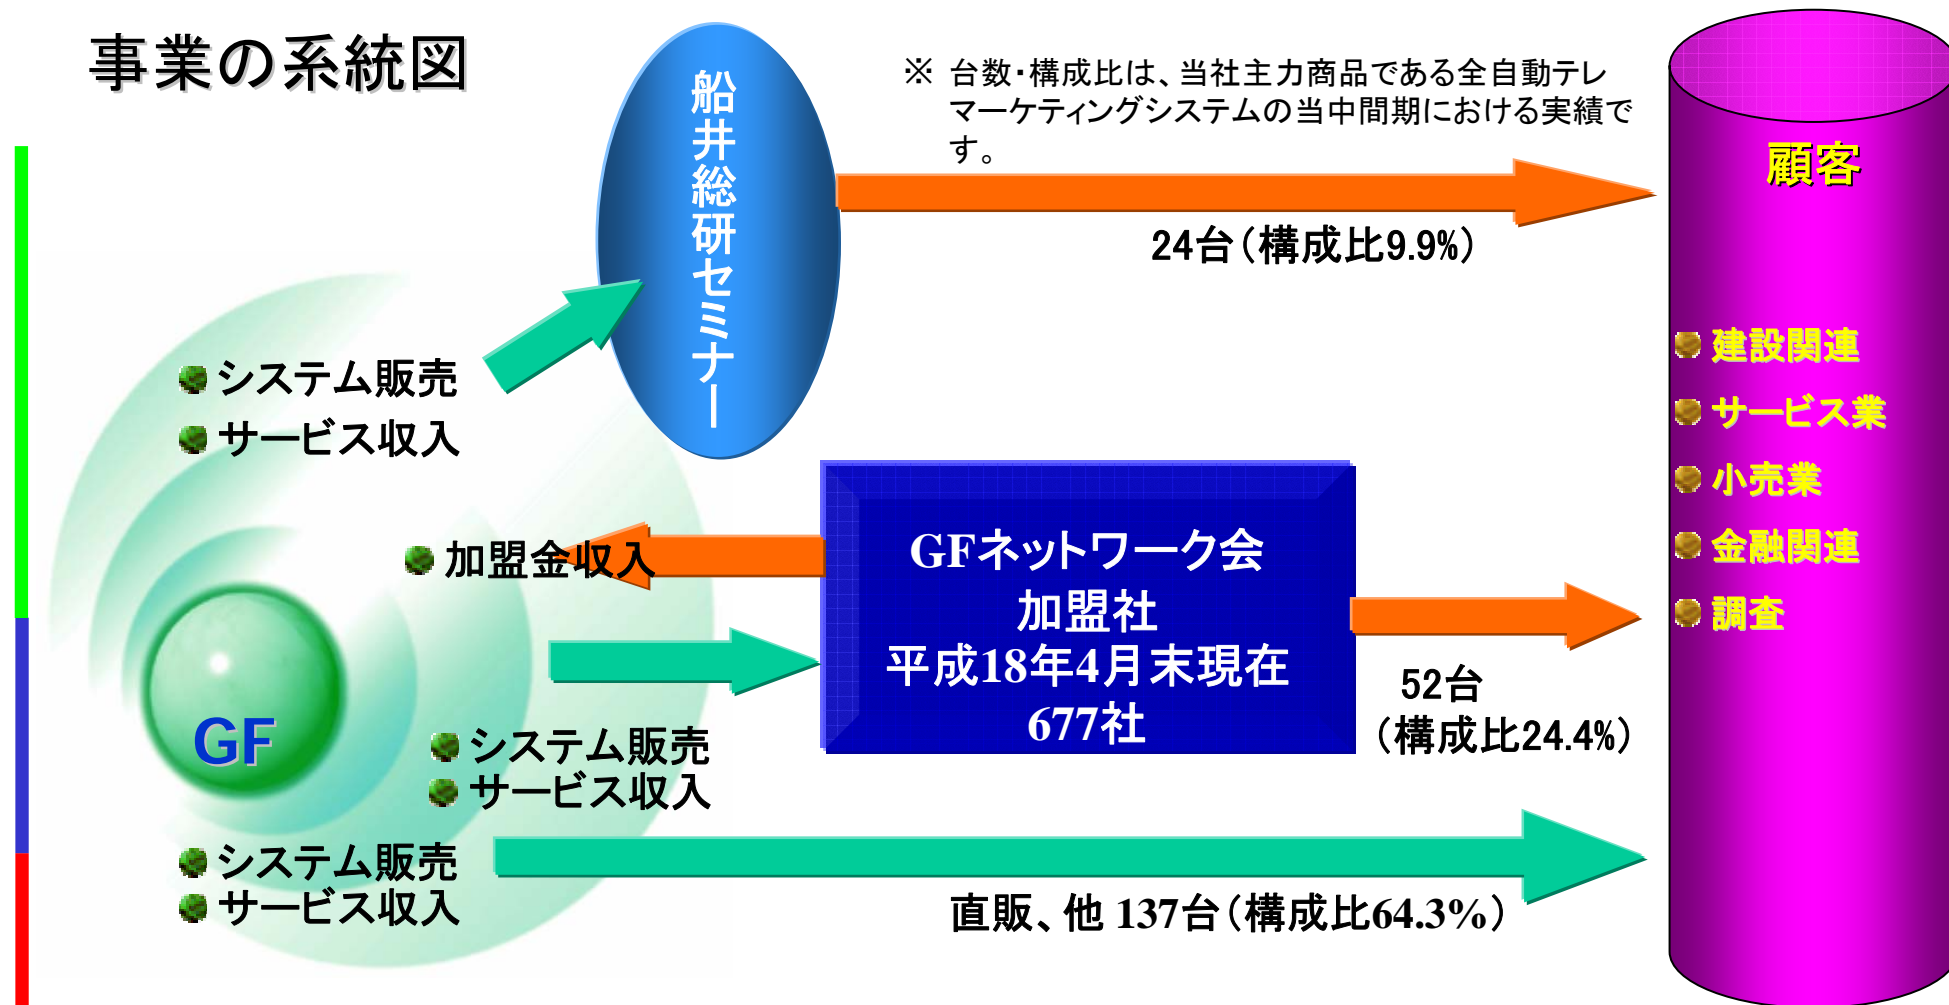 事業の系統図
※ 台数・構成比は、当社主力商品である全自動テレ
マーケティングシステムの当中間期における実績で
す。
船井総研セミナー
顧客
24台（構成比9.9%）
システム販売
サービス収入
建設関連
サービス業
小売業
金融関連
調査
加盟金収入
GFネットワーク会
加盟社
平成18年4月末現在
677社
52台
（構成比24.4%）
GF
システム販売
サービス収入
システム販売
サービス収入
直販、他 137台（構成比64.3%）